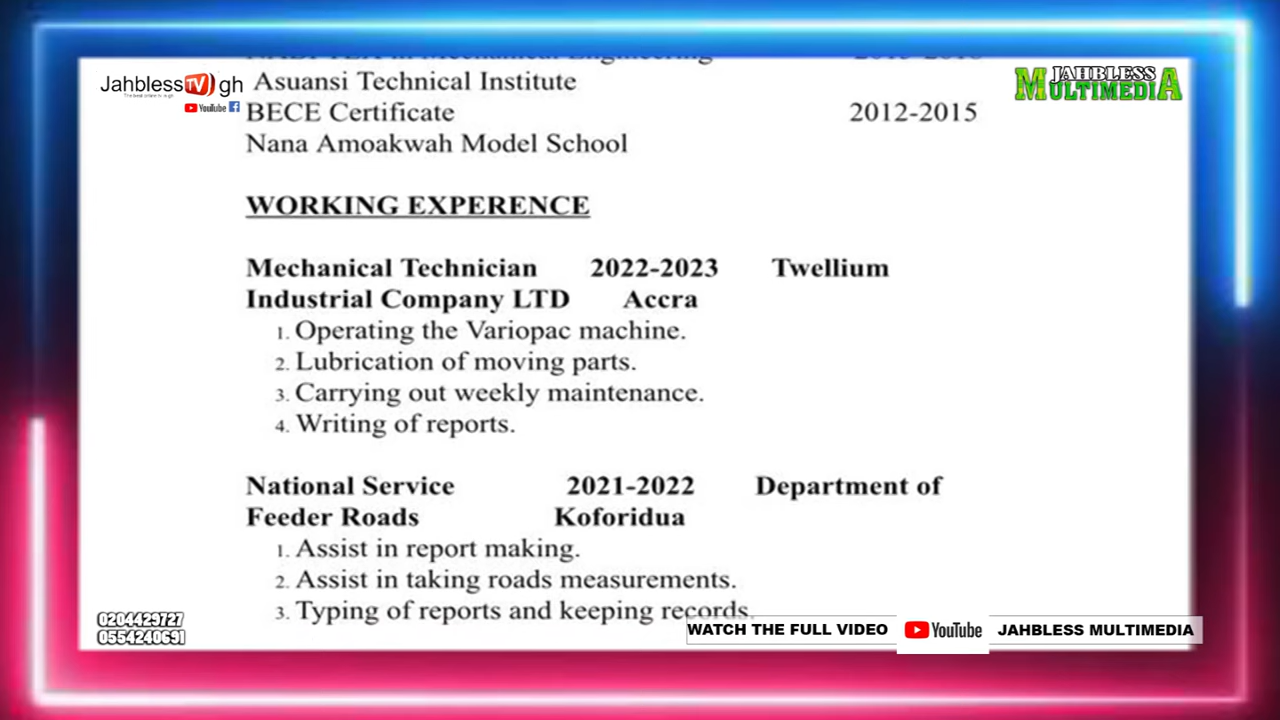 in Mechanical Engineering
JahblessTV gh
Asuansi Technical Institute
YouTube
BECE Certificate 2012-2015
Nana Amoakwah Model School
JAHBLESS
MULTIMEDIA
WORKING EXPERENCE
Mechanical Technician 2022-2023 Twellium
Industrial Company LTD Accra
1. Operating the Variopac machine.
2. Lubrication of moving parts.
3. Carrying out weekly maintenance.
4. Writing of reports.
National Service 2021-2022 Department of
Feeder Roads Koforidua
1. Assist in report making.
2. Assist in taking roads measurements.
3. Typing of reports and keeping records.
0204429727
0554240691
WATCH THE FULL VIDEO YouTube JAHBLESS MULTIMEDIA